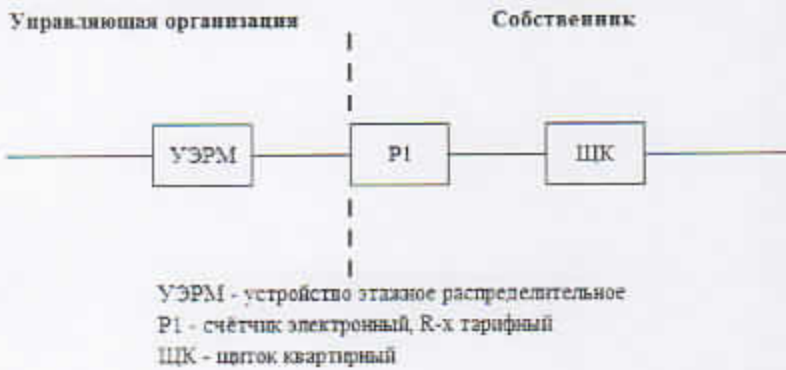 Управляющая организация
Собственник
УЭРМ
Р1
ЩК
УЭРМ - устройство этажное распределительное
Р1 - счётчик электронный, R-х тарифный
ЩК - щиток квартирный